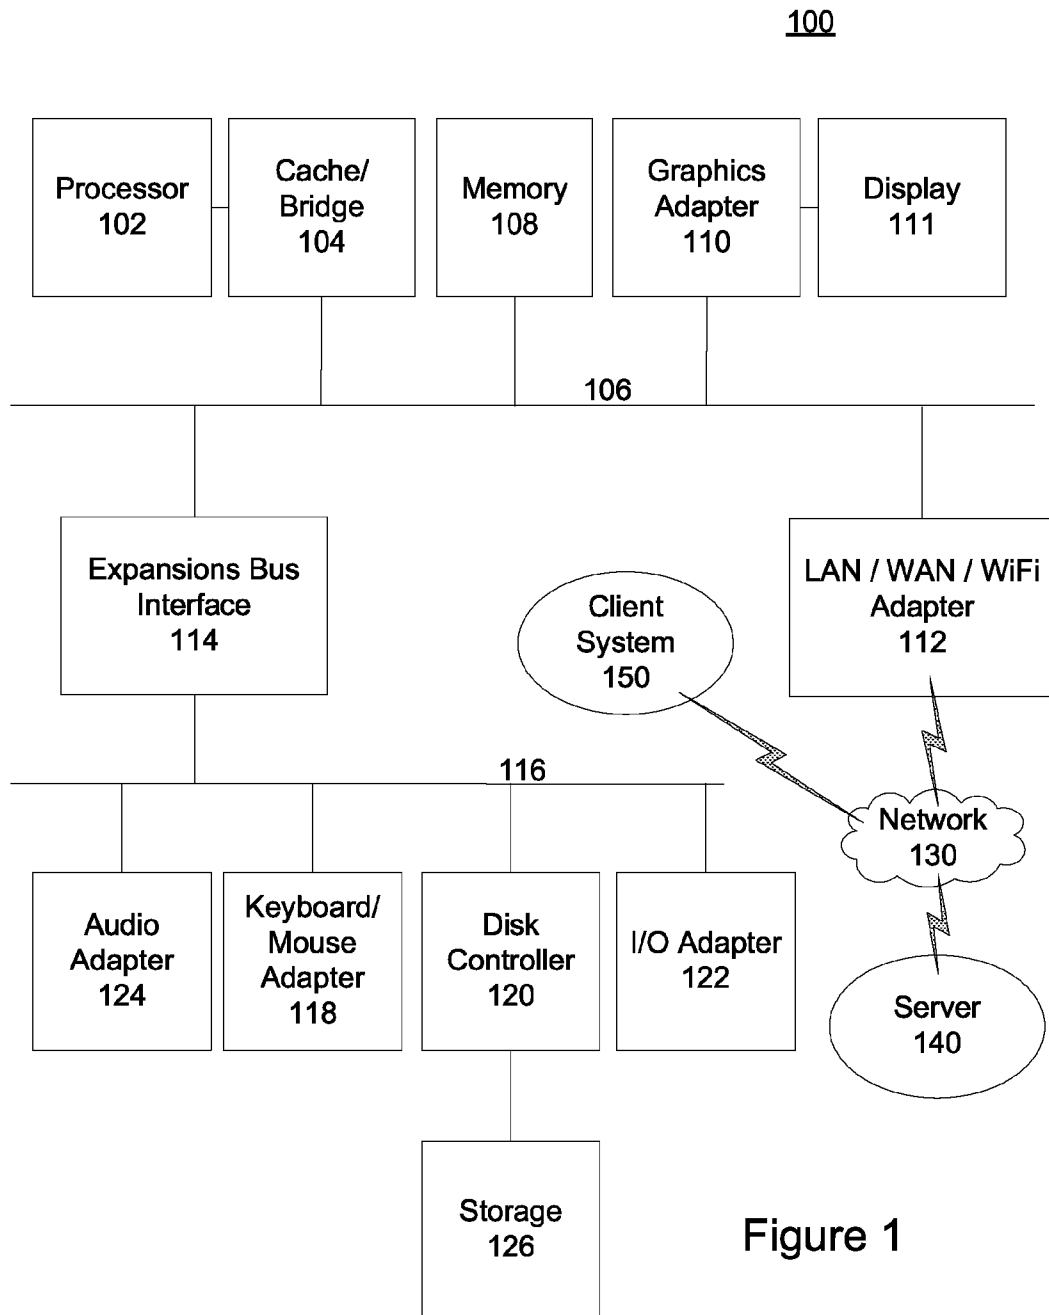 100
Processor
102
Cache/
Bridge
104
Memory
108
Graphics
Adapter
110
Display
111
106
Expansions Bus
Interface
114
LAN / WAN / WiFi
Adapter
112
Client
System
150
116
Network
130
Audio
Adapter
124
Keyboard/
Mouse
Adapter
118
Disk
Controller
120
I/O Adapter
122
Server
140
Storage
126
Figure 1